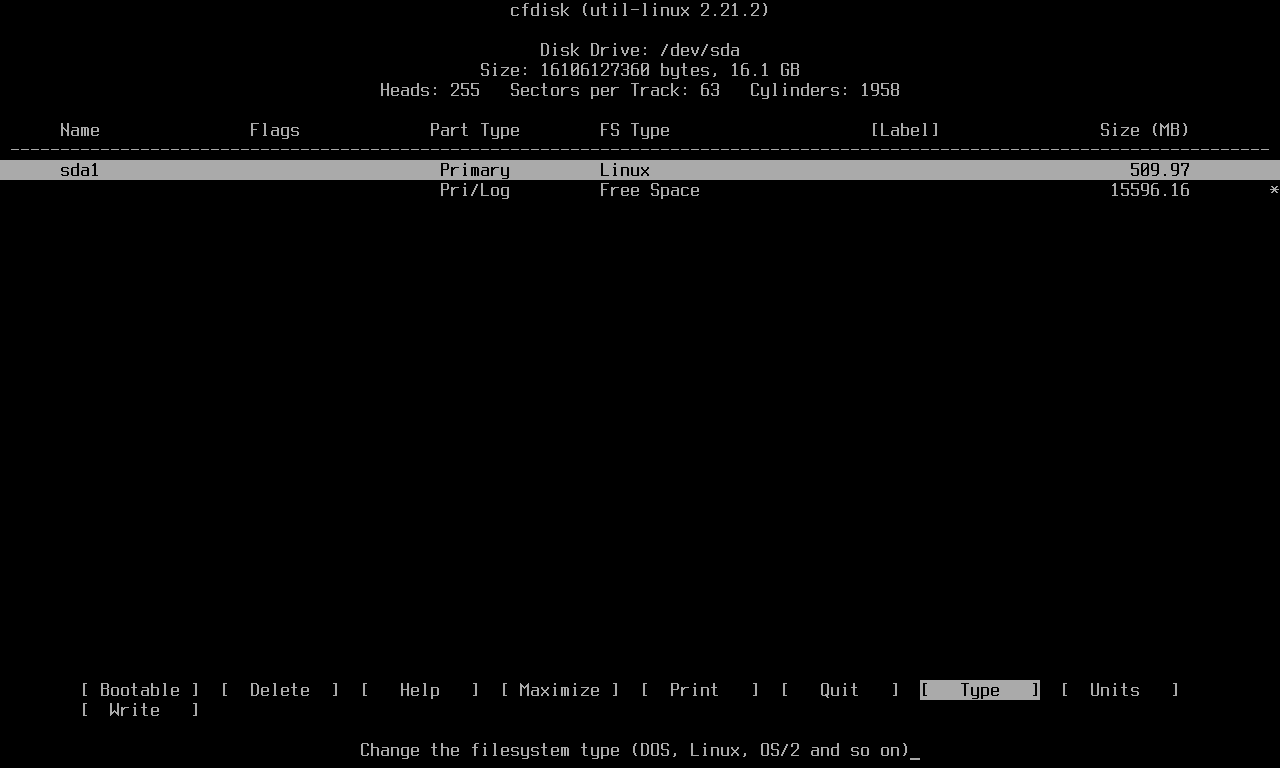 cfdisk (util-linux 2.21.2)
Disk Drive: /dev/sda
Size: 16106127360 bytes, 16.1 GB
Heads: 255   Sectors per Track: 63   Cylinders: 1958
Name   Flags   Part Type   FS Type   [Label]   Size (MB)
sda1   Primary   Linux   509.97
Pri/Log   Free Space   15596.16   *
[ Bootable ]  [  Delete  ]  [   Help   ]  [ Maximize ]  [  Print   ]  [   Quit   ]  [   Type   ]  [  Units   ]
[  Write   ]
Change the filesystem type (DOS, Linux, OS/2 and so on)_